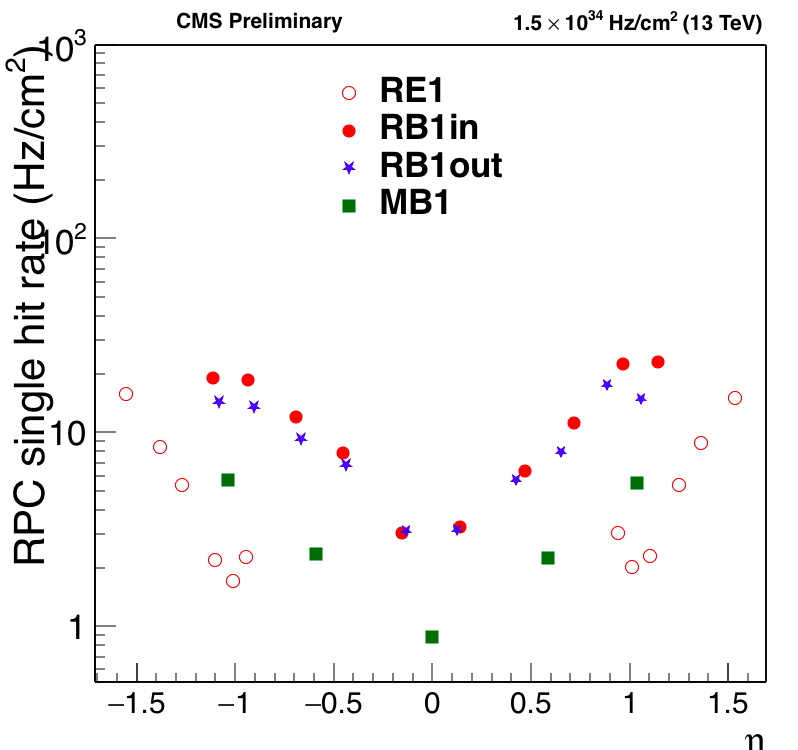 CMS Preliminary 1.5 × 10³⁴ Hz/cm² (13 TeV)
10³
RE1
RB1in
RB1out
MB1
10²
10
1
RPC single hit rate (Hz/cm²)
−1.5 −1 −0.5 0 0.5 1 1.5
η